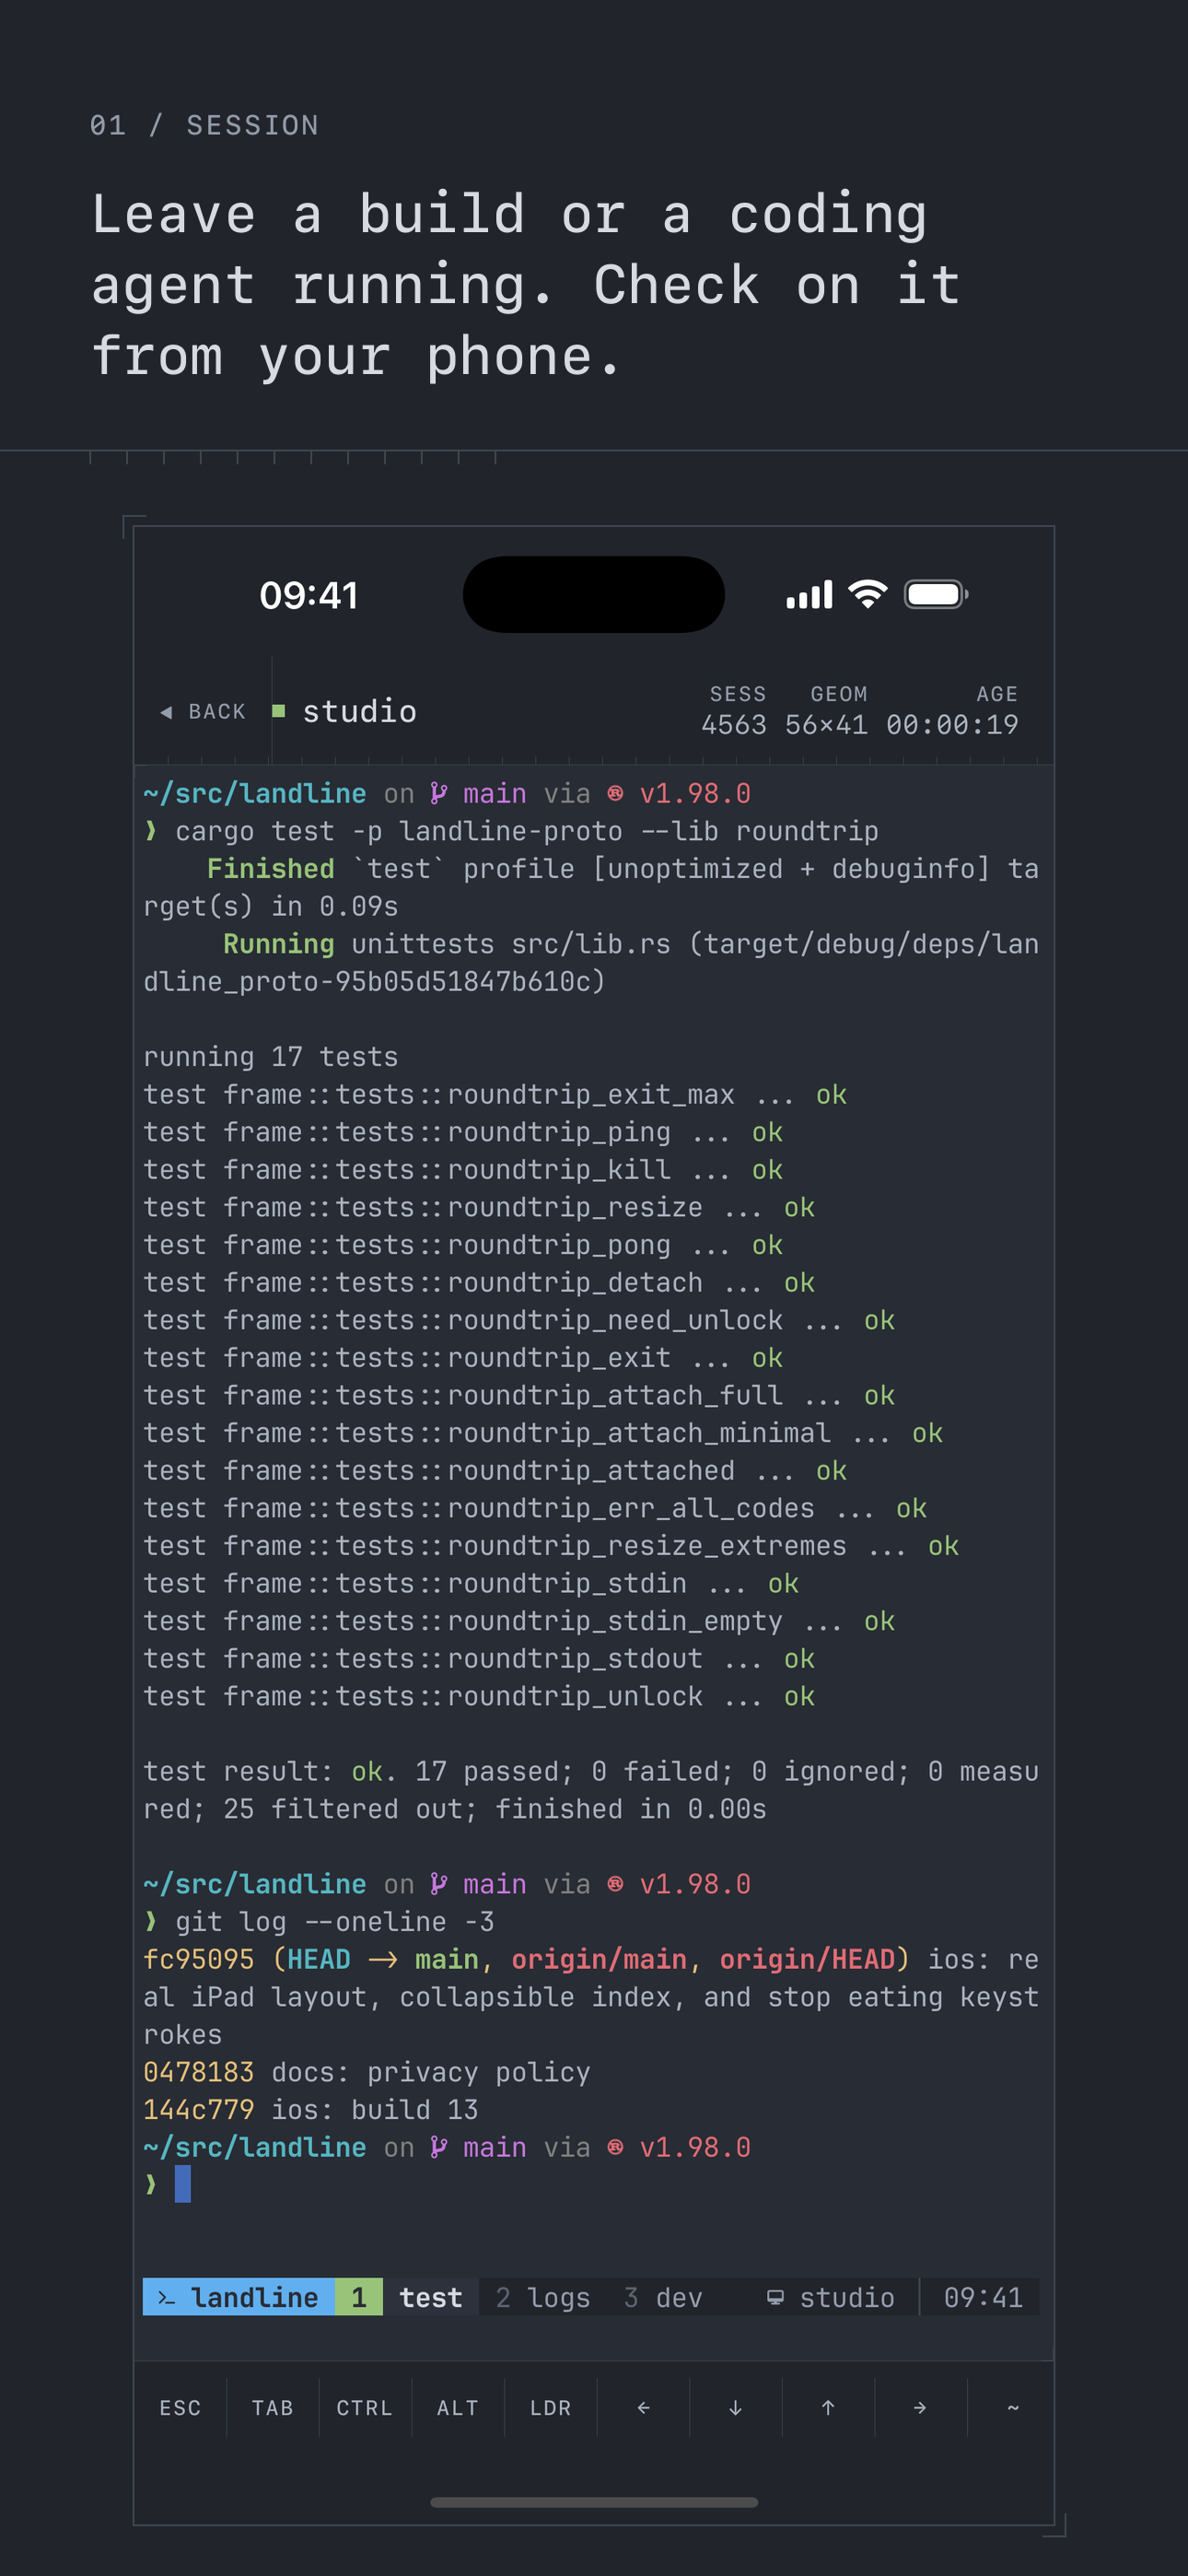 01 / SESSION
Leave a build or a coding
agent running. Check on it
from your phone.
09:41
◀ BACK
studio
SESS GEOM AGE
4563 56×41 00:00:19
~/src/landline on main via v1.98.0
❯ cargo test -p landline-proto --lib roundtrip
Finished `test` profile [unoptimized + debuginfo] ta
rget(s) in 0.09s
Running unittests src/lib.rs (target/debug/deps/lan
dline_proto-95b05d51847b610c)
running 17 tests
test frame::tests::roundtrip_exit_max ... ok
test frame::tests::roundtrip_ping ... ok
test frame::tests::roundtrip_kill ... ok
test frame::tests::roundtrip_resize ... ok
test frame::tests::roundtrip_pong ... ok
test frame::tests::roundtrip_detach ... ok
test frame::tests::roundtrip_need_unlock ... ok
test frame::tests::roundtrip_exit ... ok
test frame::tests::roundtrip_attach_full ... ok
test frame::tests::roundtrip_attach_minimal ... ok
test frame::tests::roundtrip_attached ... ok
test frame::tests::roundtrip_err_all_codes ... ok
test frame::tests::roundtrip_resize_extremes ... ok
test frame::tests::roundtrip_stdin ... ok
test frame::tests::roundtrip_stdin_empty ... ok
test frame::tests::roundtrip_stdout ... ok
test frame::tests::roundtrip_unlock ... ok
test result: ok. 17 passed; 0 failed; 0 ignored; 0 measu
red; 25 filtered out; finished in 0.00s
~/src/landline on main via v1.98.0
❯ git log --oneline -3
fc95095 (HEAD -> main, origin/main, origin/HEAD) ios: re
al iPad layout, collapsible index, and stop eating keyst
rokes
0478183 docs: privacy policy
144c779 ios: build 13
~/src/landline on main via v1.98.0
❯
landline 1 test 2 logs 3 dev studio 09:41
ESC TAB CTRL ALT LDR ← ↓ ↑ → ~